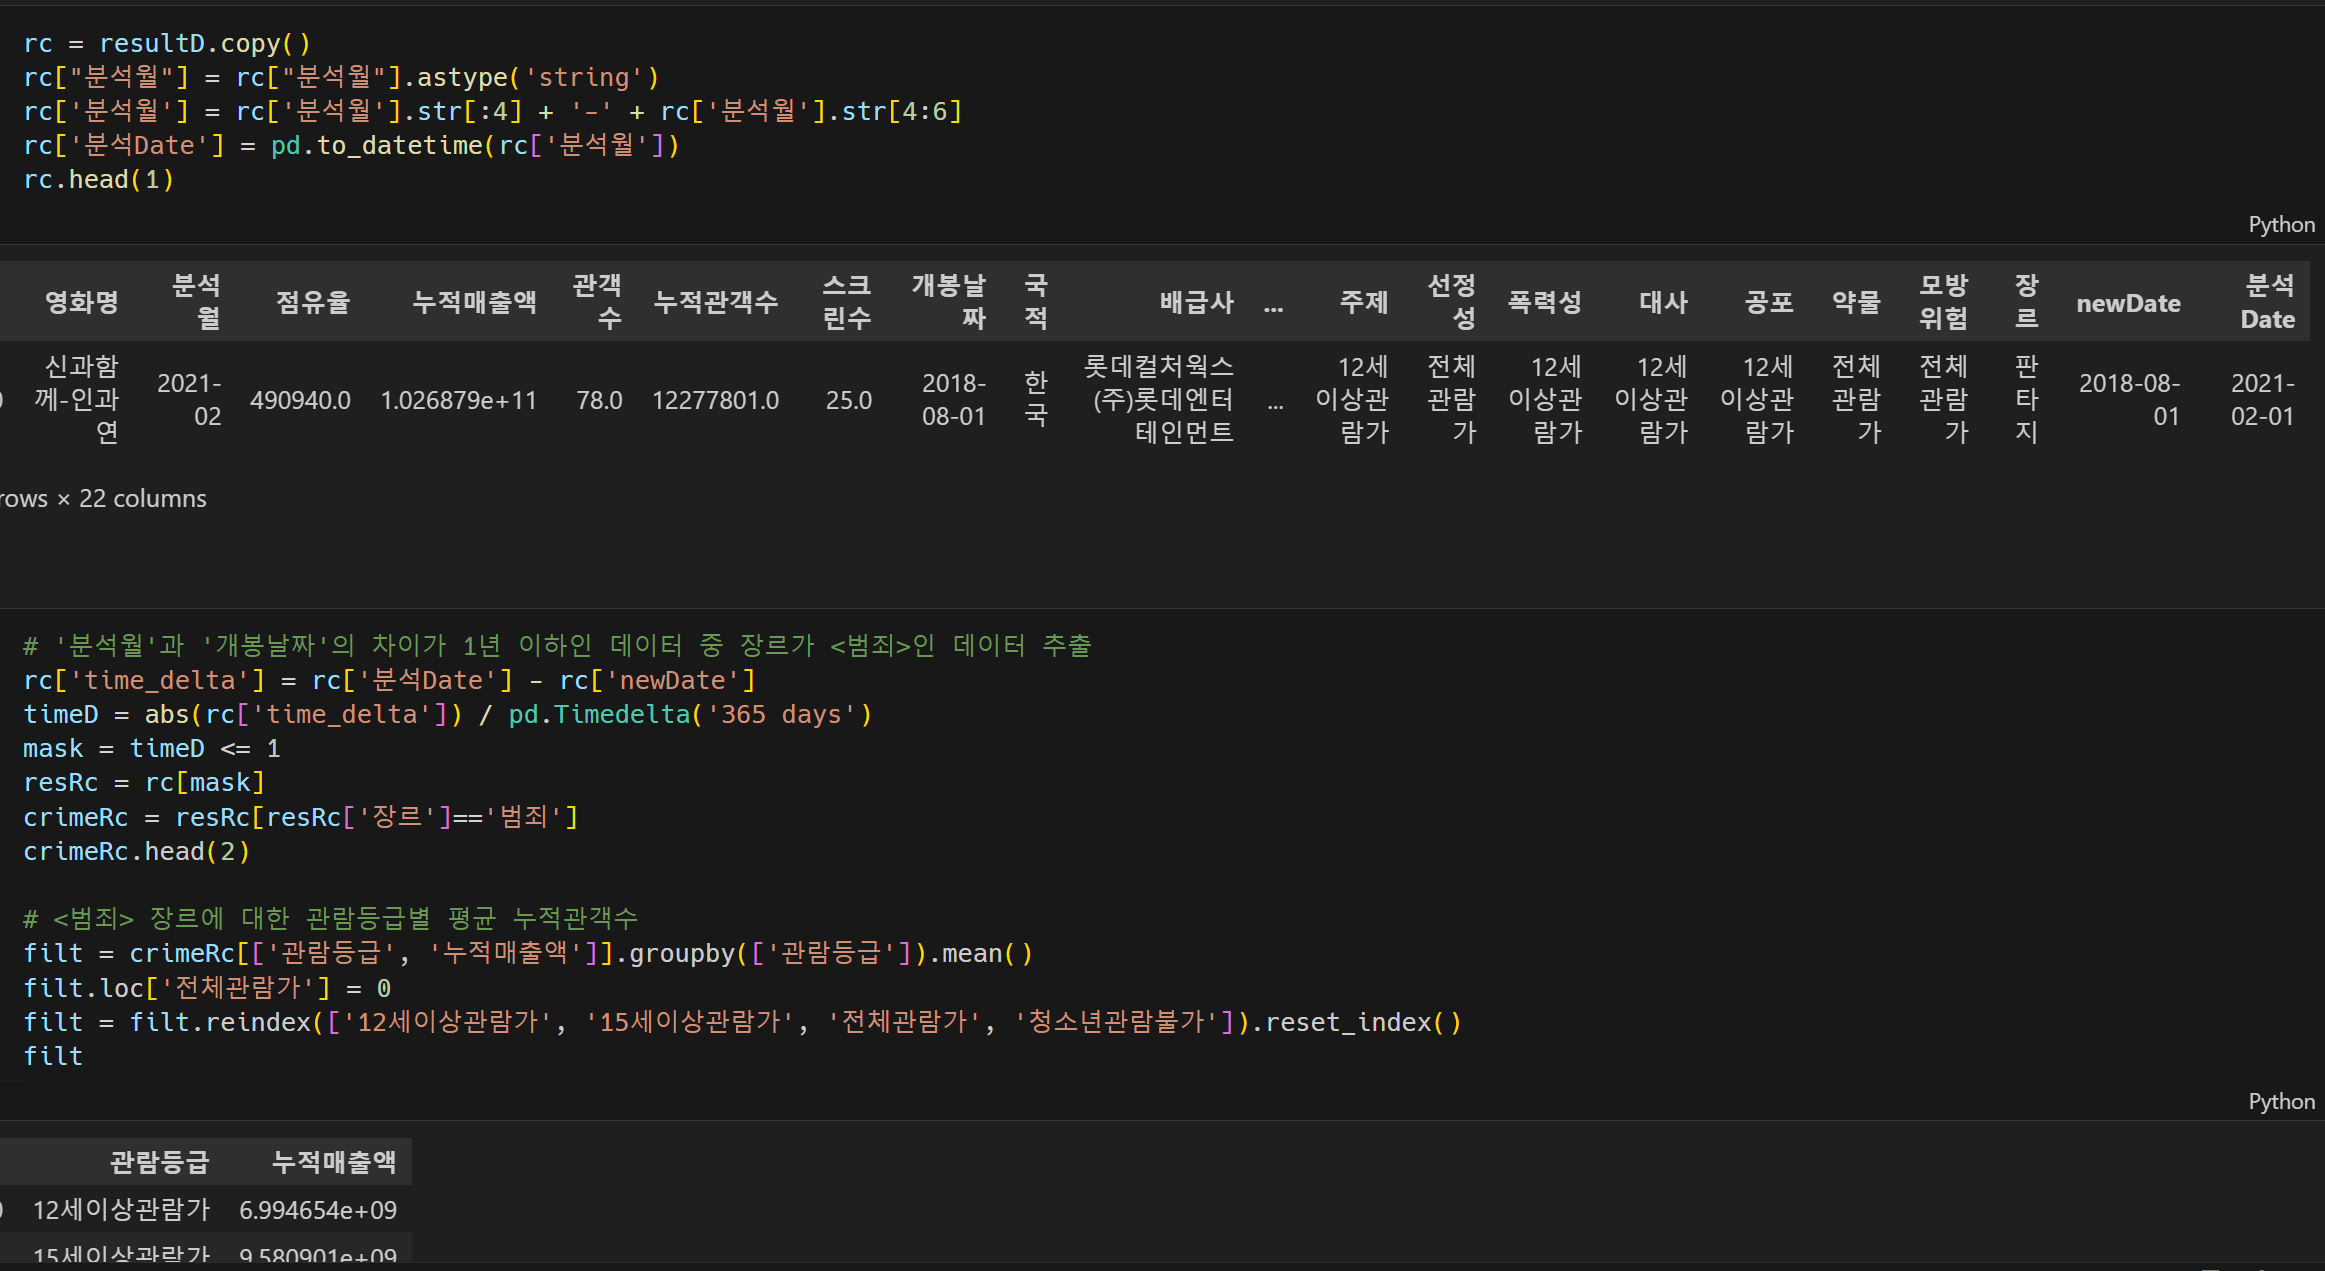 rc = resultD.copy()
rc["분석월"] = rc["분석월"].astype('string')
rc['분석월'] = rc['분석월'].str[:4] + '-' + rc['분석월'].str[4:6]
rc['분석Date'] = pd.to_datetime(rc['분석월'])
rc.head(1)
Python
영화명 분석월 점유율 누적매출액 관객수 누적관객수 스크린수 개봉날짜 국적 배급사 ... 주제 선정성 폭력성 대사 공포 약물 모방위험 장르 newDate 분석Date
신과함께-인과연 2021-02 490940.0 1.026879e+11 78.0 12277801.0 25.0 2018-08-01 한국 롯데컬처웍스(주)롯데엔터테인먼트 ... 12세이상관람가 전체관람가 12세이상관람가 12세이상관람가 12세이상관람가 전체관람가 전체관람가 판타지 2018-08-01 2021-02-01
rows × 22 columns
# '분석월'과 '개봉날짜'의 차이가 1년 이하인 데이터 중 장르가 <범죄>인 데이터 추출
rc['time_delta'] = rc['분석Date'] - rc['newDate']
timeD = abs(rc['time_delta']) / pd.Timedelta('365 days')
mask = timeD <= 1
resRc = rc[mask]
crimeRc = resRc[resRc['장르']=='범죄']
crimeRc.head(2)
# <범죄> 장르에 대한 관람등급별 평균 누적관객수
filt = crimeRc[['관람등급', '누적매출액']].groupby(['관람등급']).mean()
filt.loc['전체관람가'] = 0
filt = filt.reindex(['12세이상관람가', '15세이상관람가', '전체관람가', '청소년관람불가']).reset_index()
filt
Python
관람등급 누적매출액
12세이상관람가 6.994654e+09
15세이상관람가 9.580901e+09